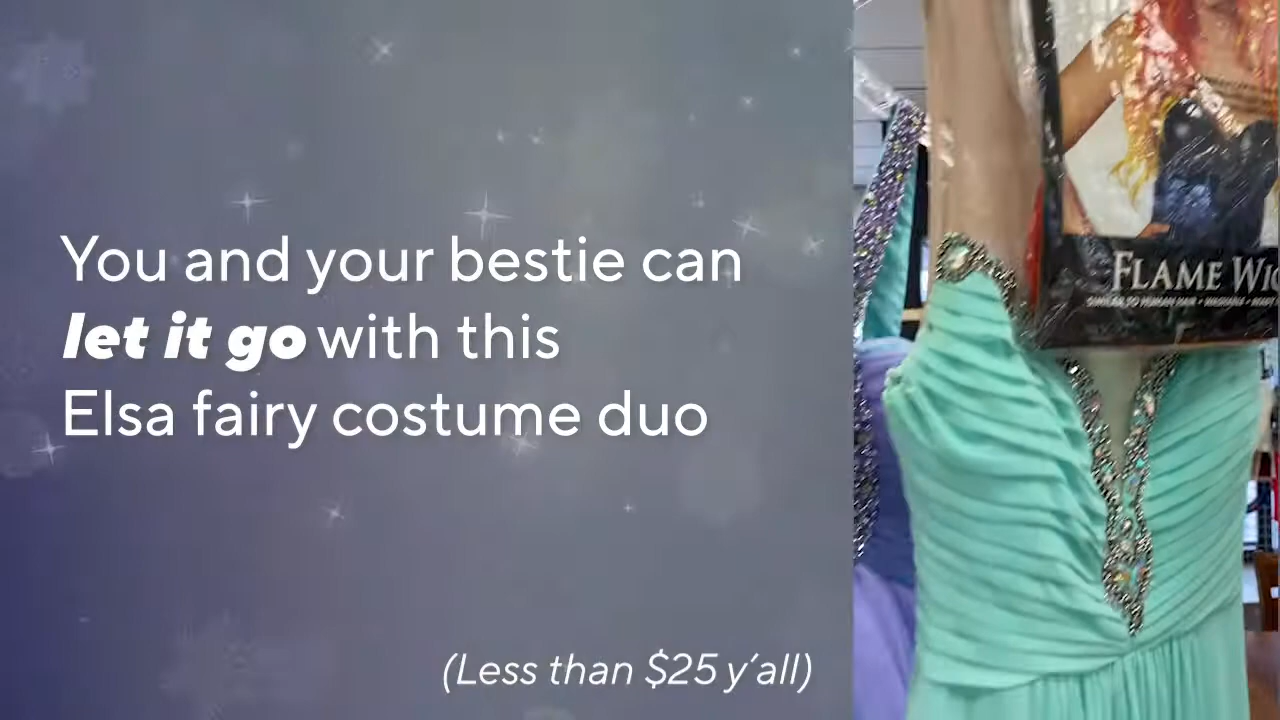 You and your bestie can
let it go with this
Elsa fairy costume duo
(Less than $25 y'all)
FLAME WIG